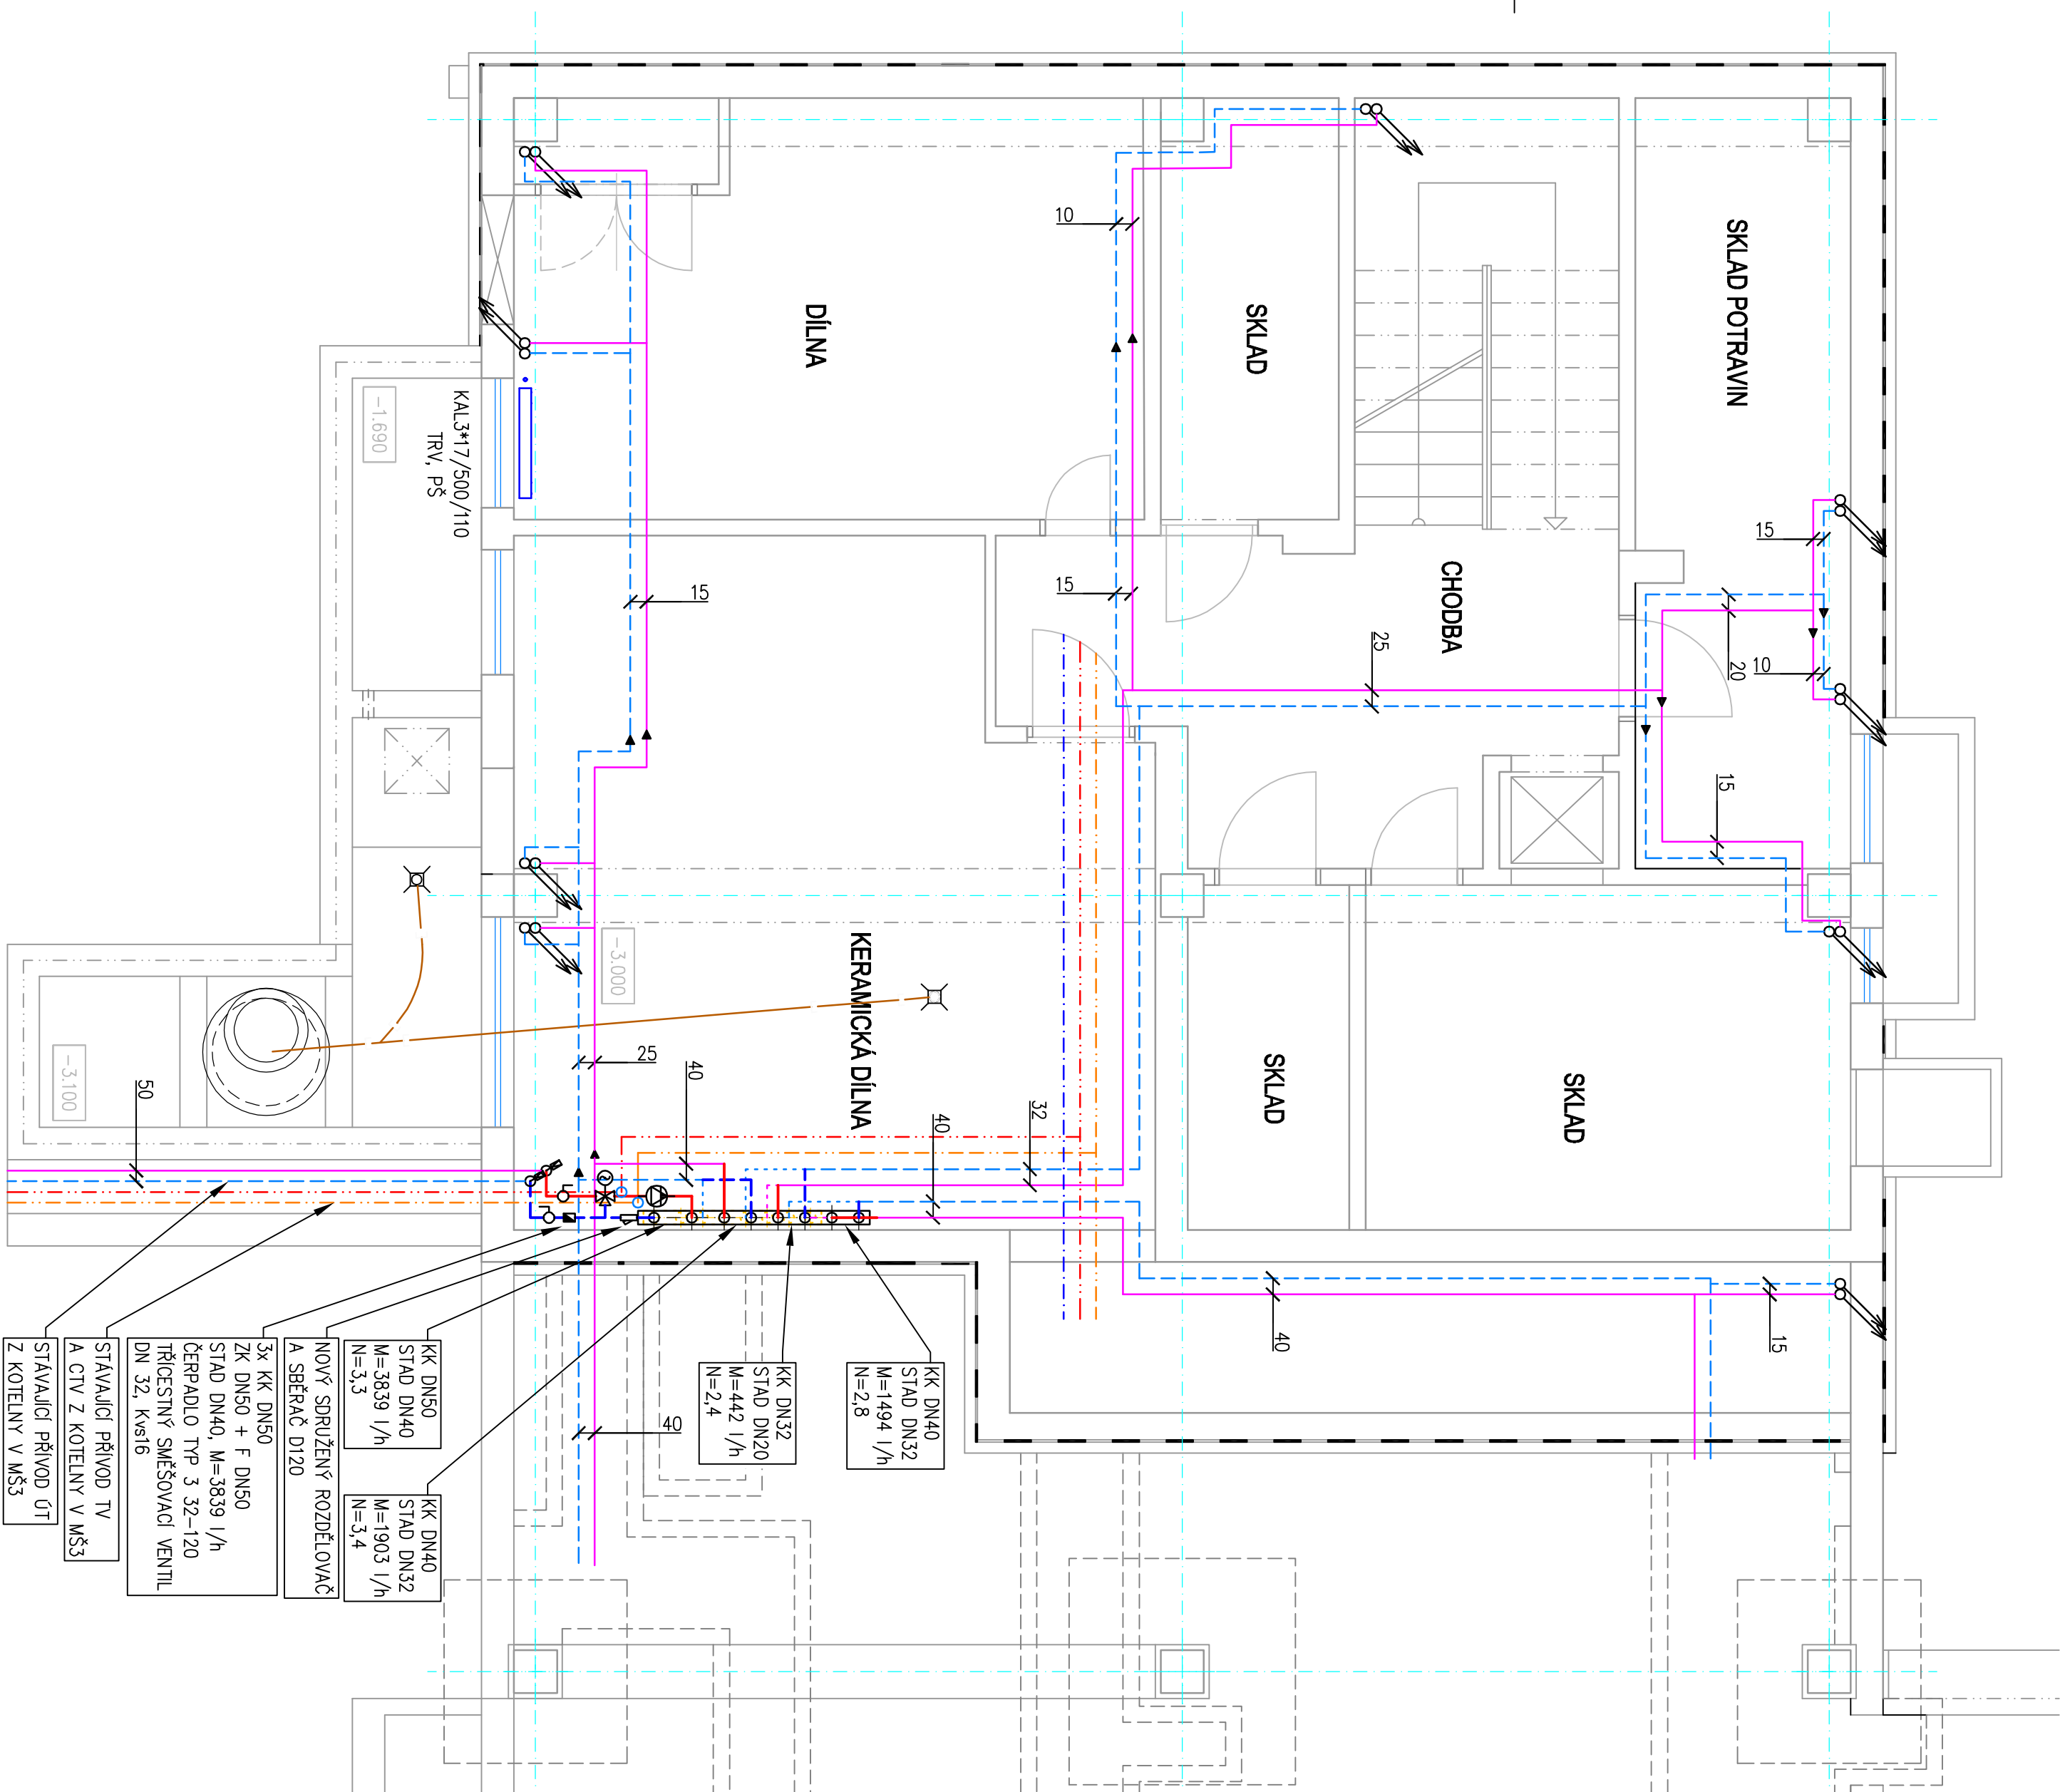 SKLAD POTRAVIN
SKLAD
DÍLNA
CHODBA
KERAMICKÁ DÍLNA
SKLAD
SKLAD
10
15
15
20
10
15
15
25
15
25
40
40
32
50
40
15
40
-1.690
-3.000
-3.100
KAL3*17/500/110
TRV, PŠ
KK DN40
STAD DN32
M=1494 l/h
N=2,8
KK DN32
STAD DN20
M=442 l/h
N=2,4
KK DN50
STAD DN40
M=3839 l/h
N=3,3
KK DN40
STAD DN32
M=1903 l/h
N=3,4
NOVÝ SDRUŽENÝ ROZDĚLOVAČ
A SBĚRAČ D120
3x KK DN50
ZK DN50 + F DN50
STAD DN40, M=3839 l/h
ČERPADLO TYP 3 32-120
TŘÍCESTNÝ SMĚŠOVACÍ VENTIL
DN 32, Kvs16
STÁVAJÍCÍ PŘÍVOD TV
A CTV Z KOTELNY V MŠ3
STÁVAJÍCÍ PŘÍVOD ÚT
Z KOTELNY V MŠ3